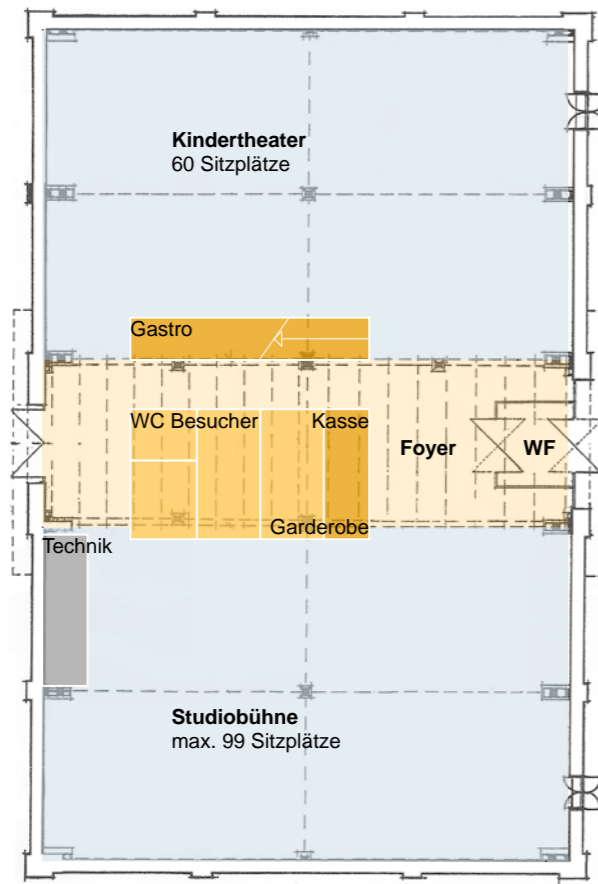 Kindertheater
60 Sitzplätze
Gastro
WC Besucher
Kasse
Foyer
WF
Garderobe
Technik
Studiobühne
max. 99 Sitzplätze